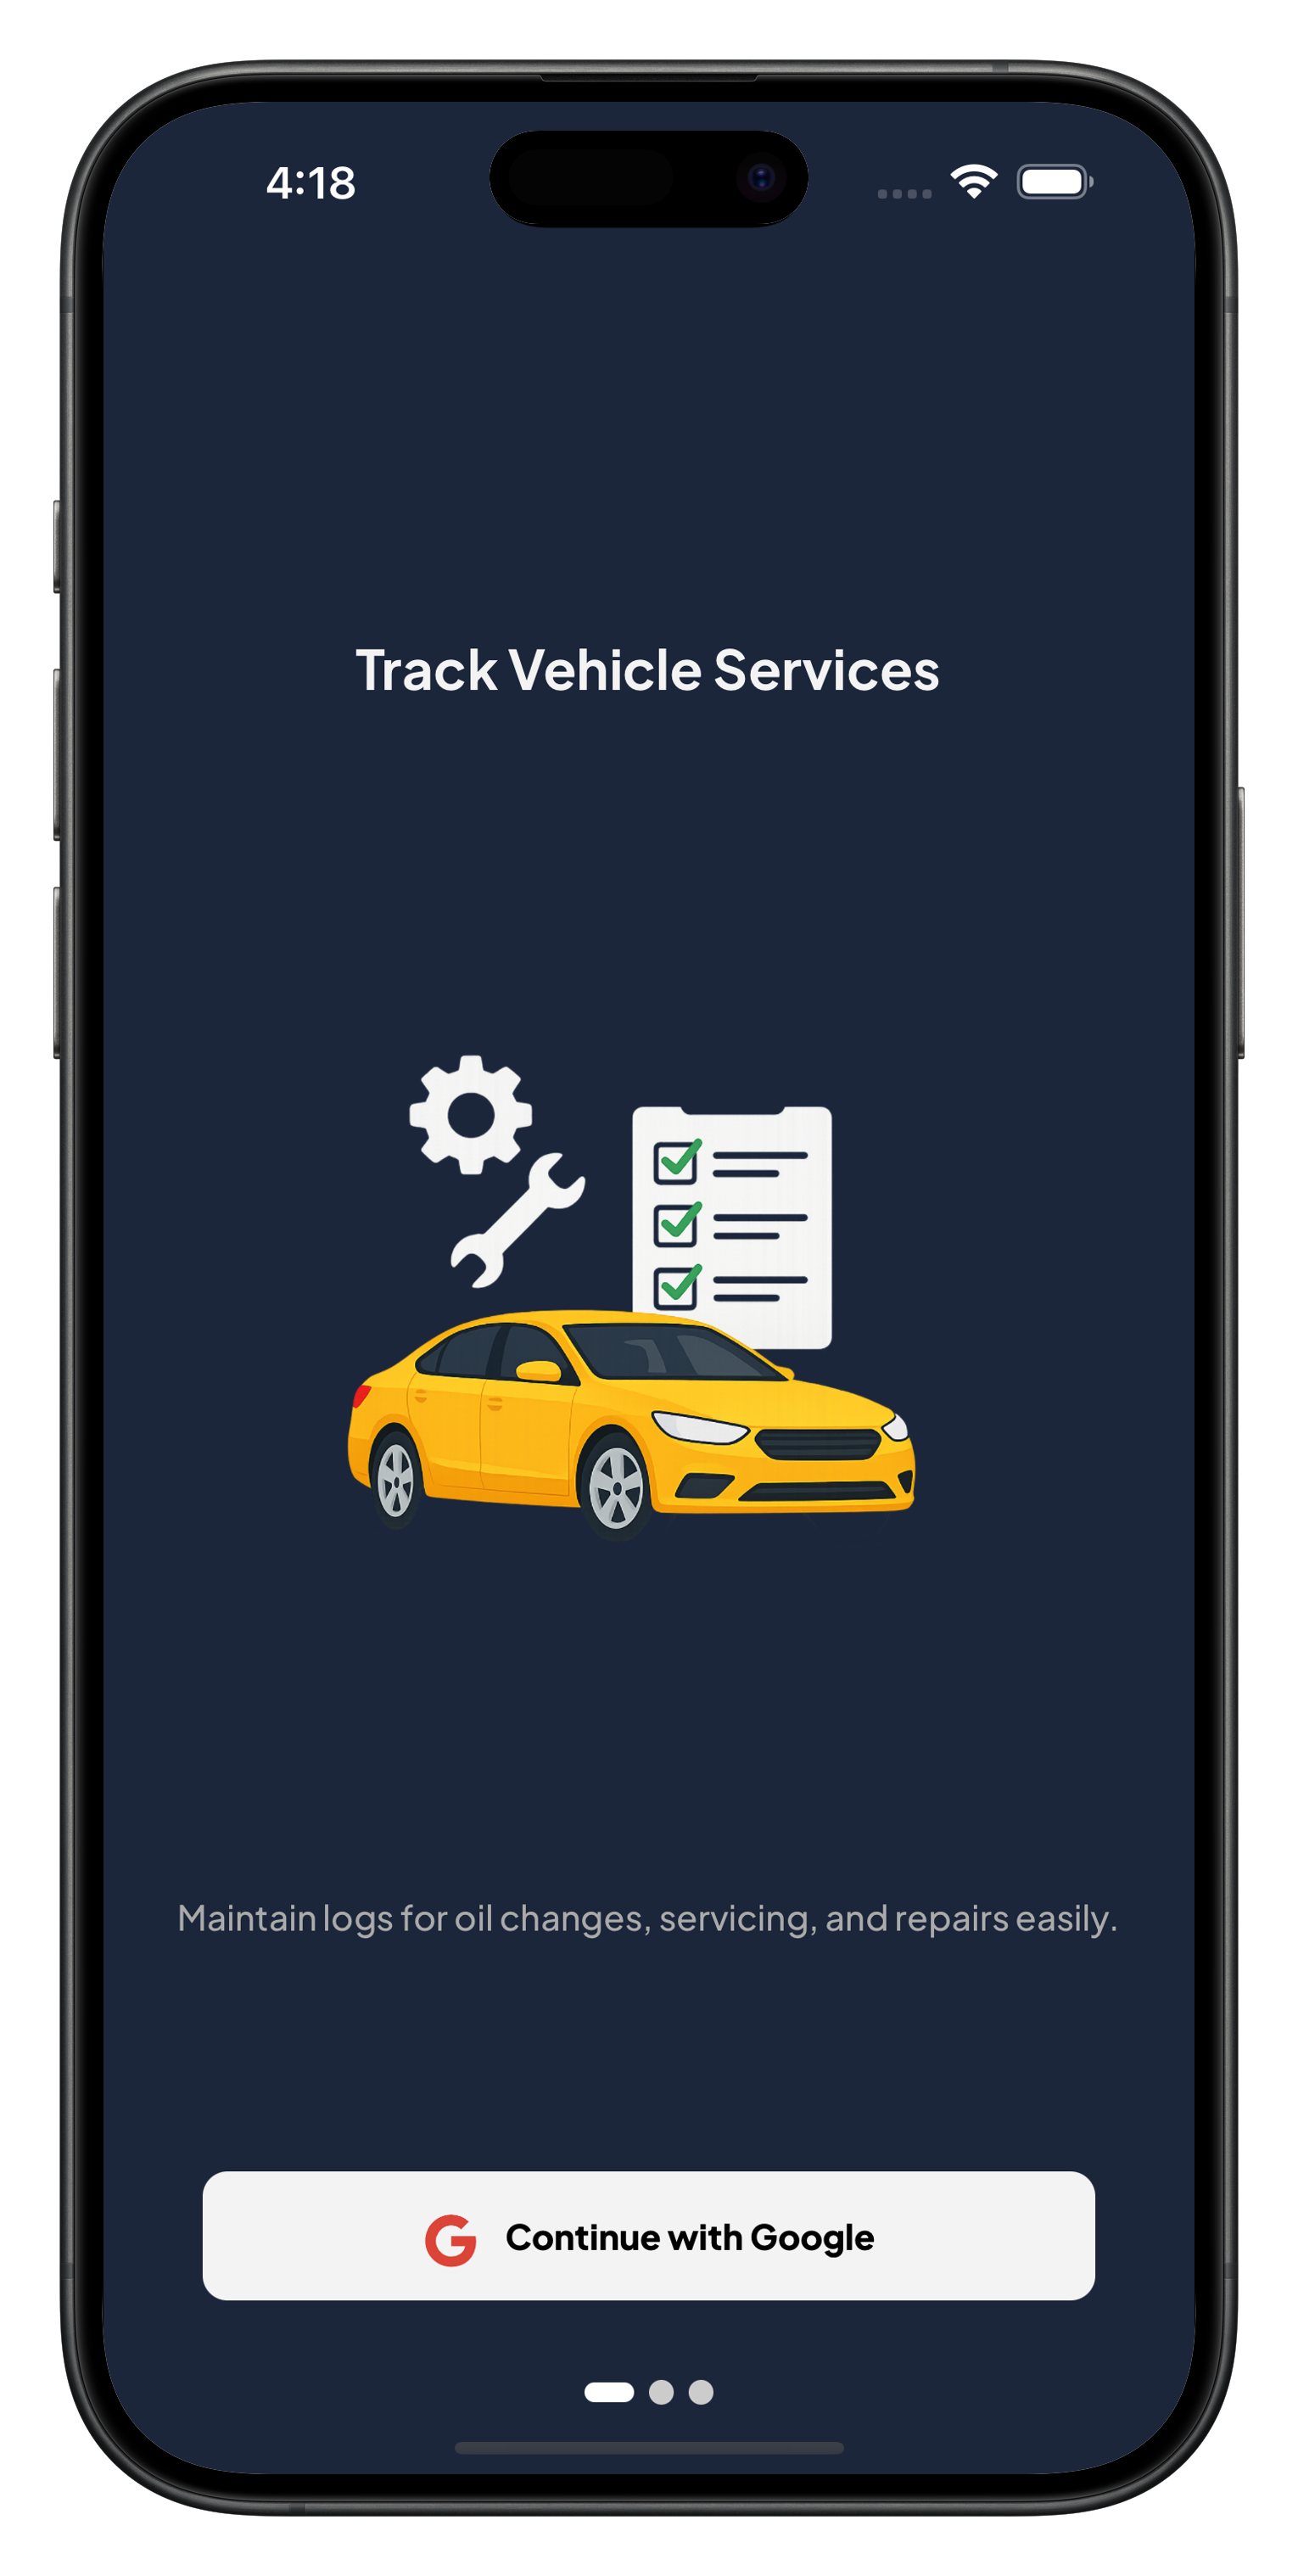 4:18
Track Vehicle Services
Maintain logs for oil changes, servicing, and repairs easily.
Continue with Google